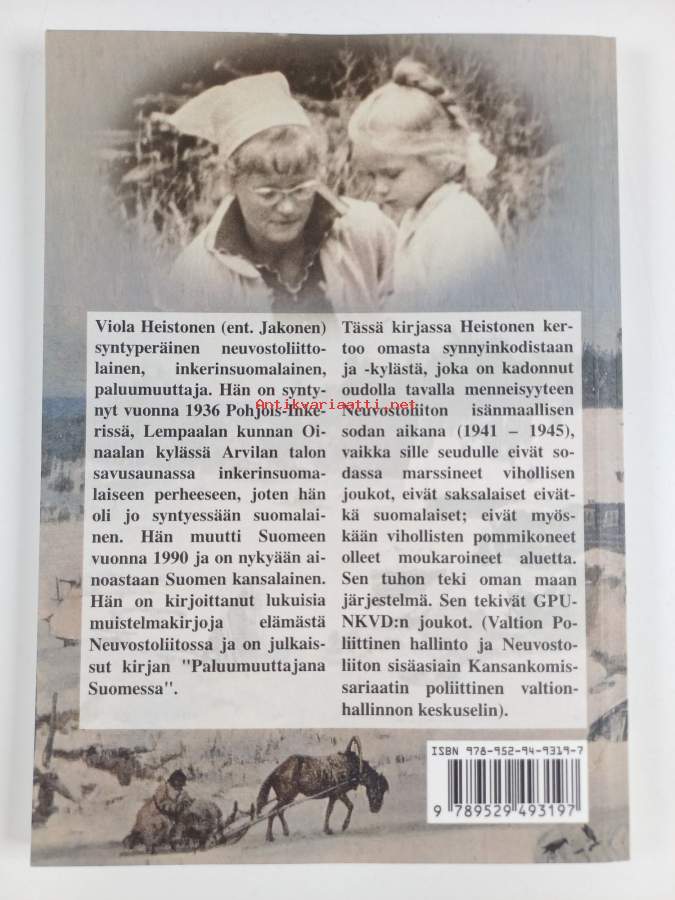 Viola Heistonen (ent. Jakonen)
syntyperäinen neuvostoliitto-
lainen, inkerinsuomalainen,
paluumuuttaja. Hän on synty-
nyt vuonna 1936 Pohjois-Inke-
rissä, Lempaalan kunnan Oi-
naalan kylässä Arvilan talon
savusaunassa inkerinsuoma-
laiseen perheeseen, joten hän
oli jo syntyessään suomalai-
nen. Hän muutti Suomeen
vuonna 1990 ja on nykyään ai-
noastaan Suomen kansalainen.
Hän on kirjoittanut lukuisia
muistelmakirjoja elämästä
Neuvostoliitossa ja on julkais-
sut kirjan "Paluumuuttajana
Suomessa".
Tässä kirjassa Heistonen ker-
too omasta synnyinkodistaan
ja -kylästä, joka on kadonnut
oudolla tavalla menneisyyteen
Neuvostoliiton isänmaallisen
sodan aikana (1941 – 1945),
vaikka sille seudulle eivät so-
dassa marssineet vihollisen
joukot, eivät saksalaiset eivät-
kä suomalaiset; eivät myös-
kään vihollisten pommikoneet
olleet moukaroineet aluetta.
Sen tuhon teki oman maan
järjestelmä. Sen tekivät GPU-
NKVD:n joukot. (Valtion Po-
liittinen hallinto ja Neuvosto-
liiton sisäasiain Kansankomis-
sariaatin poliittinen valtion-
hallinnon keskuselin).
Antikvariaatti.net
ISBN 978-952-94-9319-7
9 789529 493197